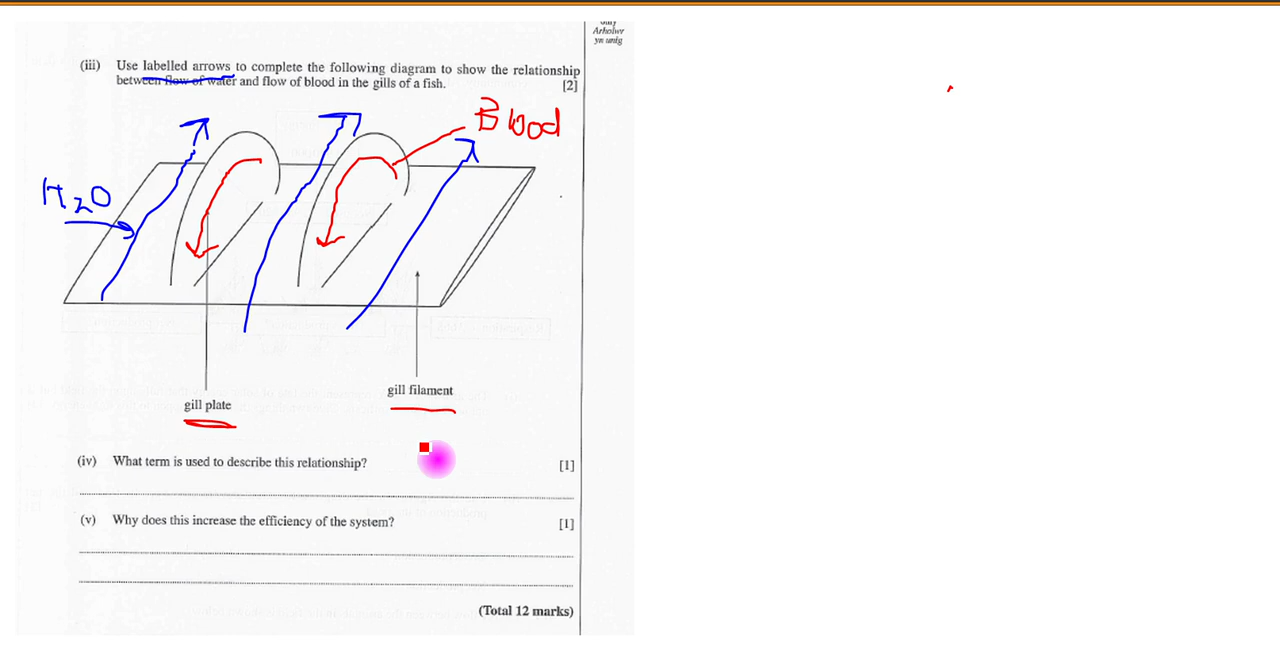 Arholwr
yn unig
(iii) Use labelled arrows to complete the following diagram to show the relationship
between flow of water and flow of blood in the gills of a fish. [2]
Blood
H2O
gill filament
gill plate
(iv) What term is used to describe this relationship? [1]
(v) Why does this increase the efficiency of the system? [1]
(Total 12 marks)